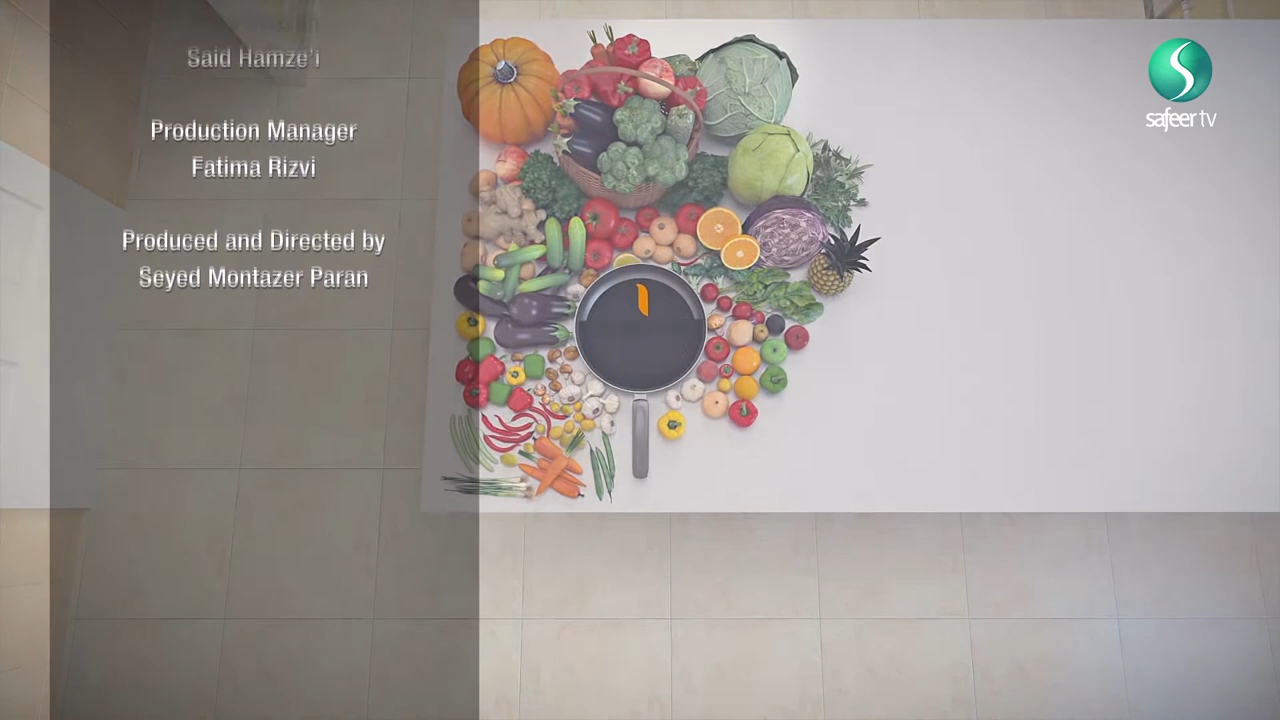 Said Hamze'i
Production Manager
Fatima Rizvi
Produced and Directed by
Seyed Montazer Paran
safeer tv